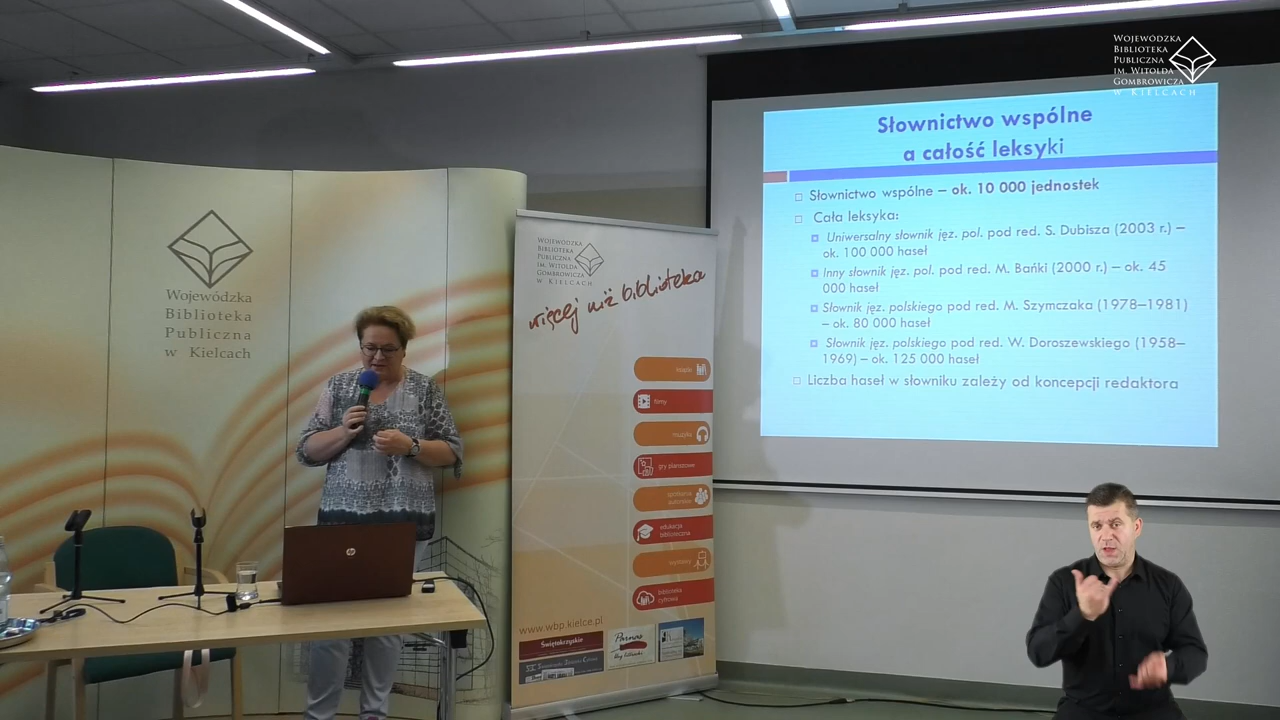 WOJEWÓDZKA
BIBLIOTEKA
PUBLICZNA
IM. WITOLDA
GOMBROWICZA
W KIELCACH
Słownictwo wspólne
a całość leksyki
Słownictwo wspólne – ok. 10 000 jednostek
Cała leksyka:
Uniwersalny słownik jęz. pol. pod red. S. Dubisza (2003 r.) –
ok. 100 000 haseł
Inny słownik jęz. pol. pod red. M. Bańki (2000 r.) – ok. 45
000 haseł
Słownik jęz. polskiego pod red. M. Szymczaka (1978–1981)
– ok. 80 000 haseł
Słownik jęz. polskiego pod red. W. Doroszewskiego (1958–
1969) – ok. 125 000 haseł
Liczba haseł w słowniku zależy od koncepcji redaktora
Wojewódzka
Biblioteka
Publiczna
w Kielcach
WOJEWÓDZKA
BIBLIOTEKA
PUBLICZNA
IM. WITOLDA
GOMBROWICZA
W KIELCACH
więcej niż biblioteka
książki
filmy
muzyka
gry planszowe
spotkania
autorskie
edukacja
biblioteczna
wystawy
biblioteka
cyfrowa
www.wbp.kielce.pl
Świętokrzyskie
hp